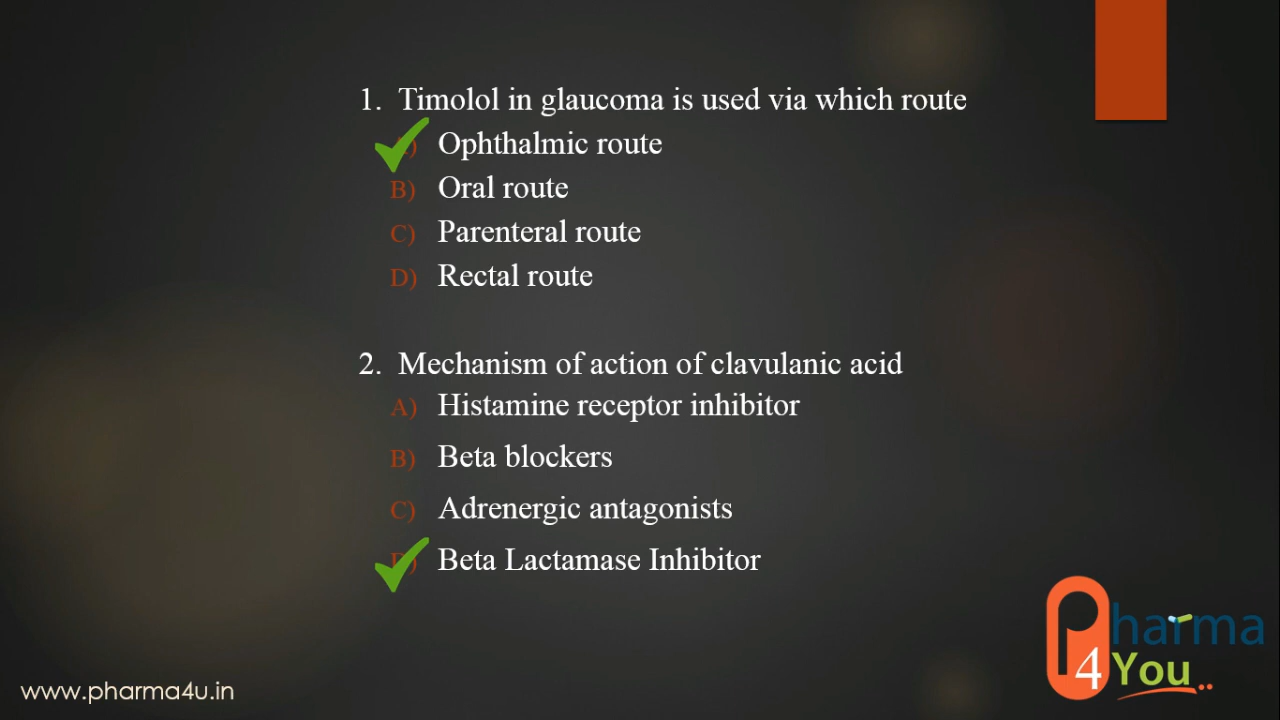 1. Timolol in glaucoma is used via which route
Ophthalmic route
B) Oral route
C) Parenteral route
D) Rectal route
2. Mechanism of action of clavulanic acid
A) Histamine receptor inhibitor
B) Beta blockers
C) Adrenergic antagonists
Beta Lactamase Inhibitor
Pharma
4 You
www.pharma4u.in